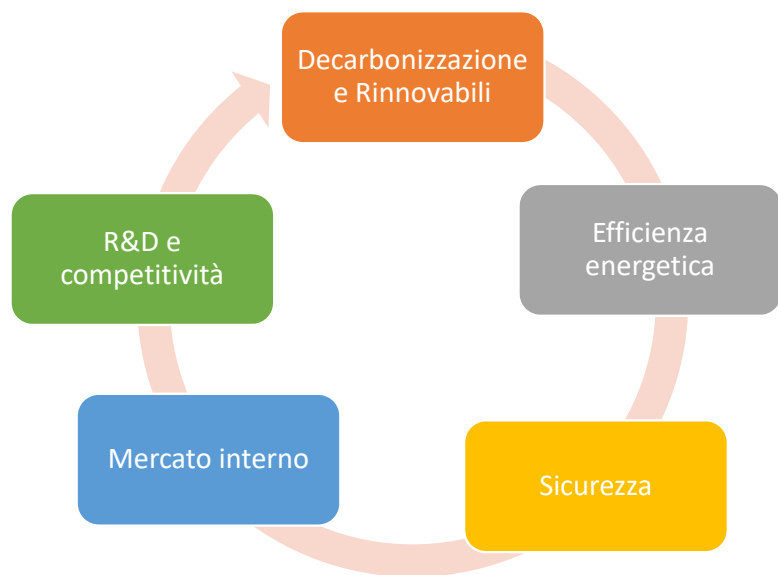 Decarbonizzazione
e Rinnovabili
Efficienza
energetica
Sicurezza
Mercato interno
R&D e
competitività